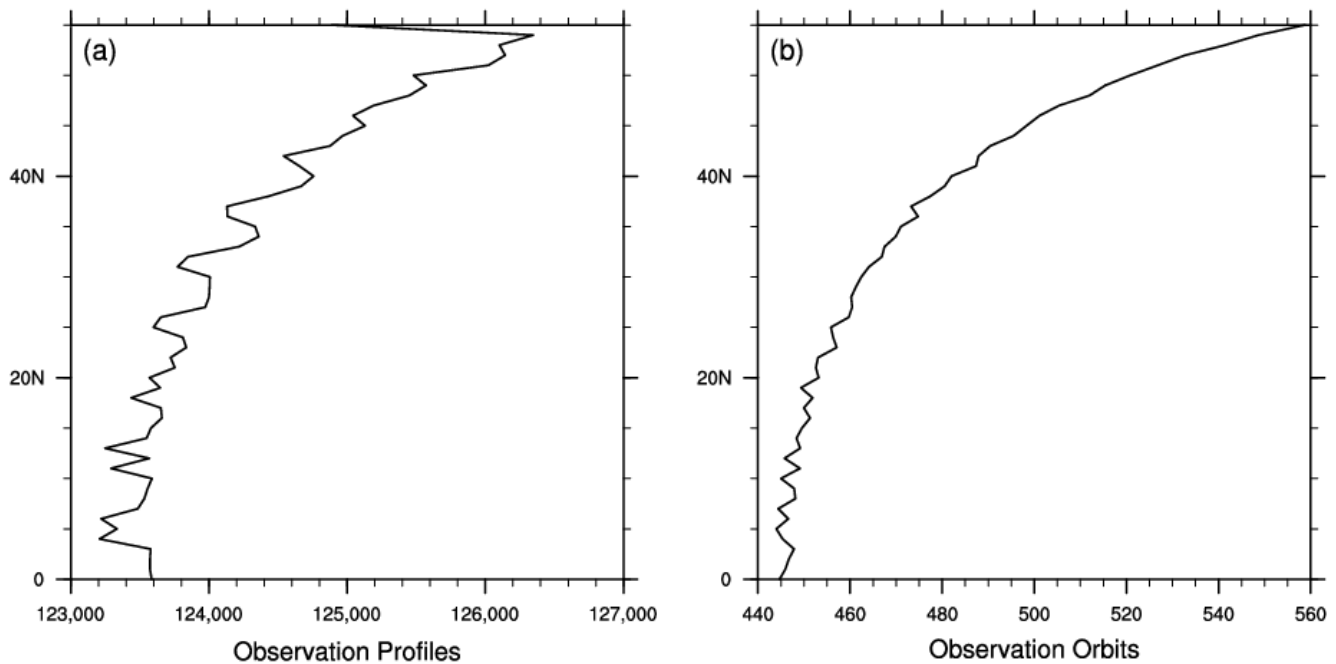 (a)
40N
20N
0
123,000 124,000 125,000 126,000 127,000
Observation Profiles
(b)
40N
20N
0
440 460 480 500 520 540 560
Observation Orbits